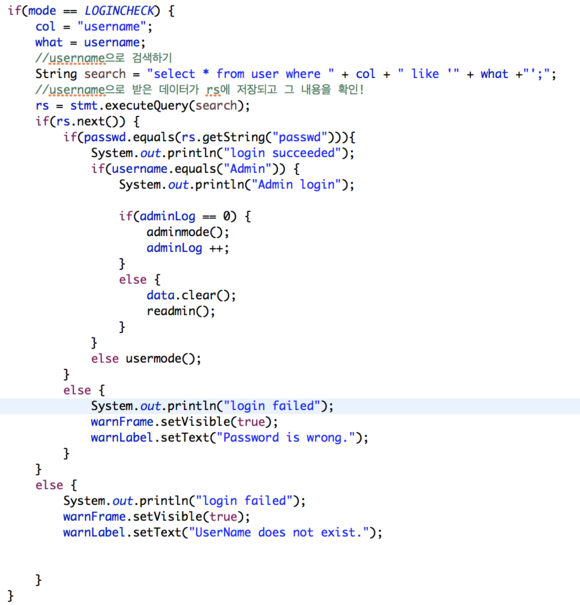 if(mode == LOGINCHECK) {
    col = "username";
    what = username;
    //username으로 검색하기
    String search = "select * from user where " + col + " like '" + what +"';";
    //username으로 받은 데이터가 rs에 저장되고 그 내용을 확인!
    rs = stmt.executeQuery(search);
    if(rs.next()) {
        if(passwd.equals(rs.getString("passwd"))){
            System.out.println("login succeeded");
            if(username.equals("Admin")) {
                System.out.println("Admin login");

                if(adminLog == 0) {
                    adminmode();
                    adminLog ++;
                }
                else {
                    data.clear();
                    readmin();
                }
            }
            else usermode();
        }
        else {
            System.out.println("login failed");
            warnFrame.setVisible(true);
            warnLabel.setText("Password is wrong.");
        }
    }
    else {
        System.out.println("login failed");
        warnFrame.setVisible(true);
        warnLabel.setText("UserName does not exist.");


    }
}